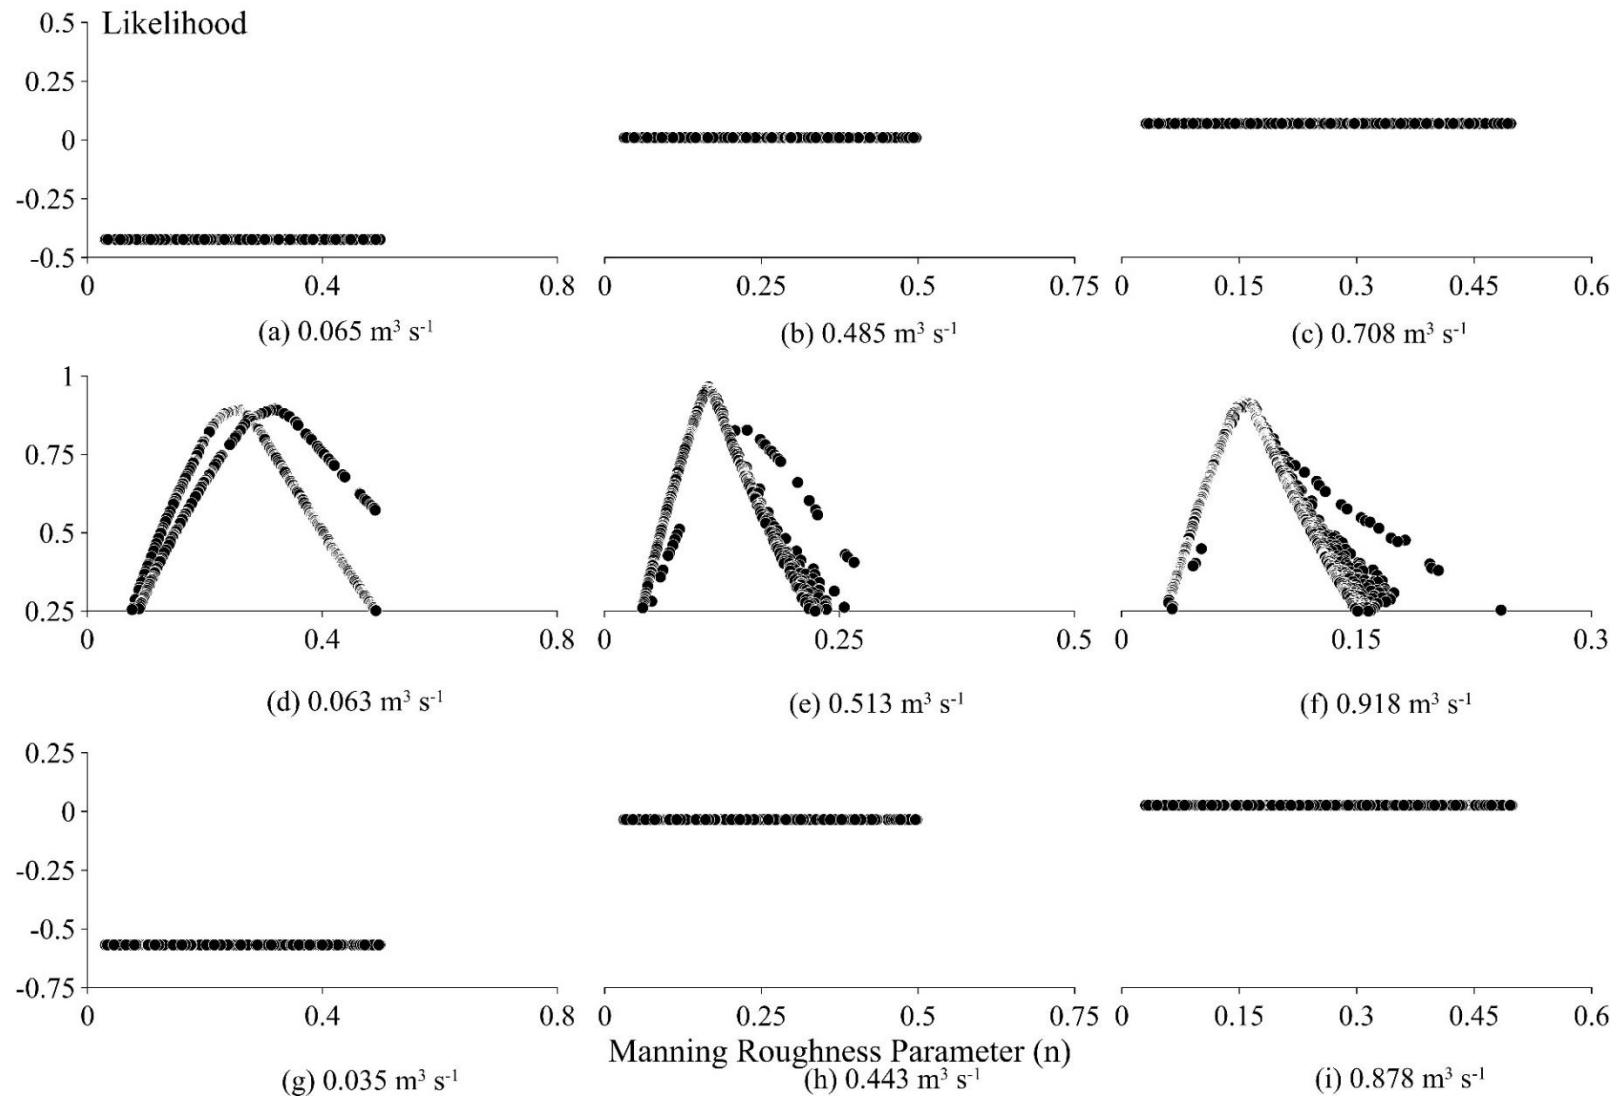 Likelihood
0.5
0.25
0
-0.25
-0.5
0 0.4 0.8
0 0.25 0.5 0.75
0 0.15 0.3 0.45 0.6
(a) 0.065 m³ s⁻¹
(b) 0.485 m³ s⁻¹
(c) 0.708 m³ s⁻¹
1
0.75
0.5
0.25
0 0.4 0.8
0 0.25 0.5
0 0.15 0.3
(d) 0.063 m³ s⁻¹
(e) 0.513 m³ s⁻¹
(f) 0.918 m³ s⁻¹
0.25
0
-0.25
-0.5
-0.75
0 0.4 0.8
0 0.25 0.5 0.75
0 0.15 0.3 0.45 0.6
Manning Roughness Parameter (n)
(g) 0.035 m³ s⁻¹
(h) 0.443 m³ s⁻¹
(i) 0.878 m³ s⁻¹